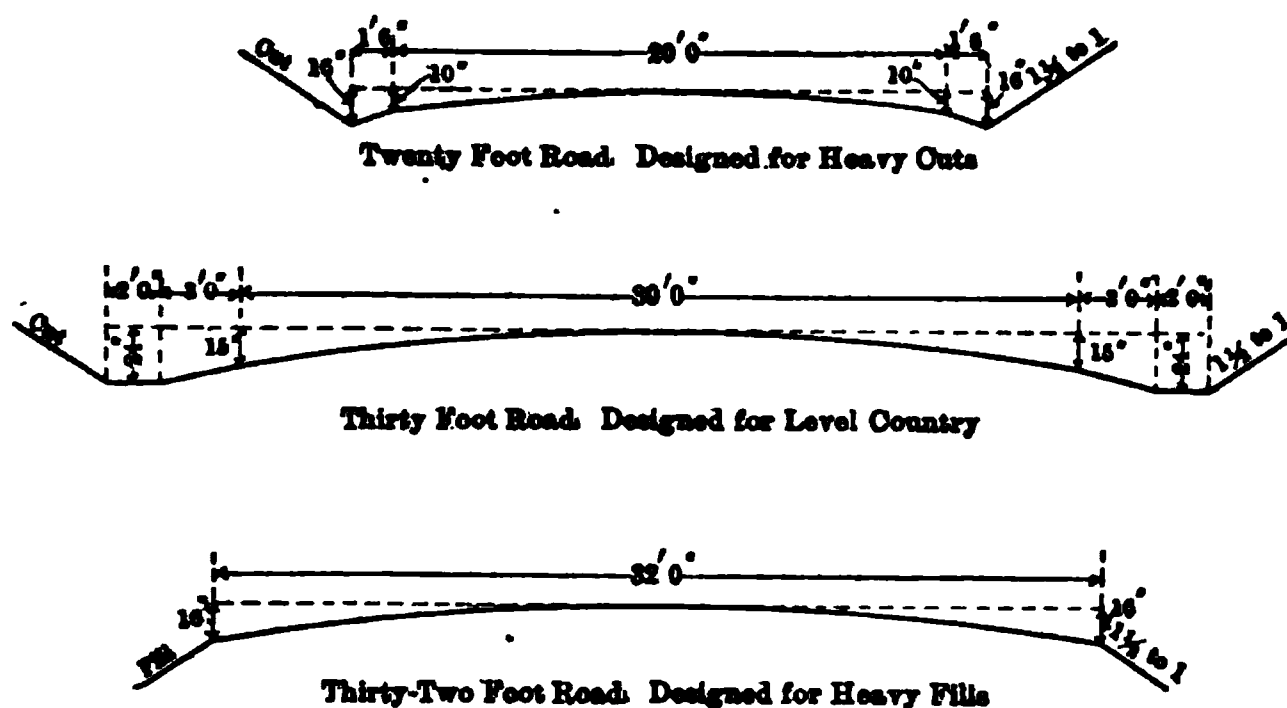 1'6" 20'0" 1'6"
Cut 16" 10" 10" 16" 1½ to 1
Twenty Foot Road. Designed for Heavy Cuts
2'0" 3'0" 30'0" 3'0" 2'0"
Cut 15 15" 1½ to 1
Thirty Foot Road. Designed for Level Country
32'0"
16" 16"
Fill 1½ to 1
Thirty-Two Foot Road. Designed for Heavy Fills